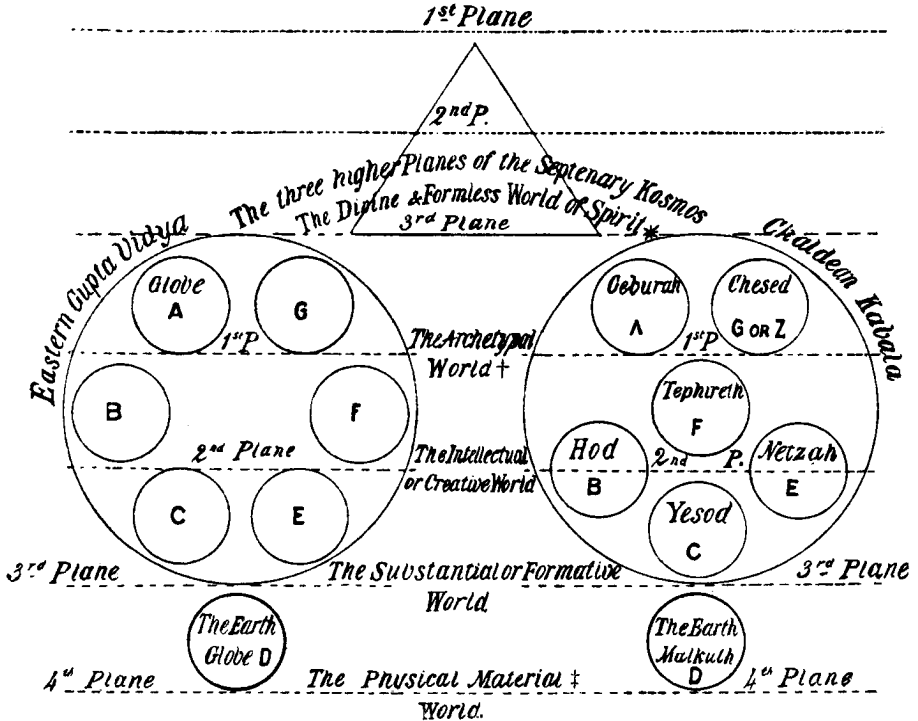 1st Plane
2nd P.
The three higher Planes of the Septenary Kosmos
The Divine & Formless World of Spirit*
3rd Plane
Eastern Gupta Vidya
Chaldean Kabala
Globe
A
G
1st P
The Archetypal
World †
Geburah
A
Chesed
G OR Z
1st P
B
F
2nd Plane
The Intellectual
or Creative World
Tephireth
F
Hod
B
2nd P.
Netzah
E
C
E
Yesod
C
3rd Plane
The Substantial or Formative
World
3rd Plane
The Earth
Globe D
The Earth
Malkuth
D
4th Plane
The Physical Material ‡
World.
4th Plane